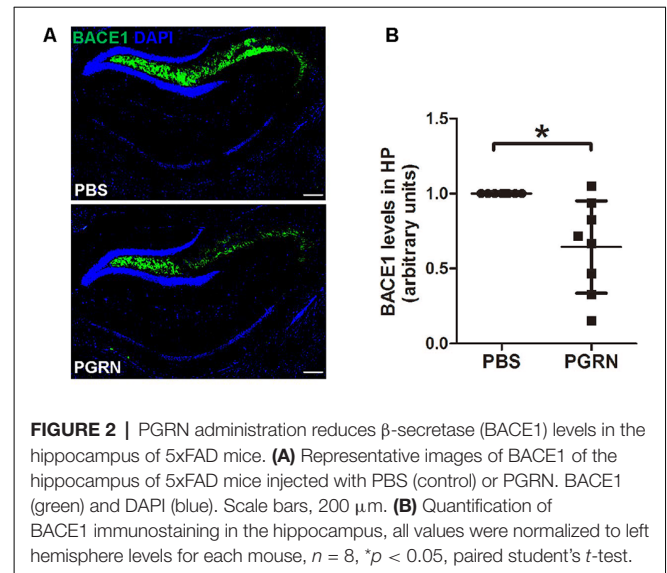 A
BACE1 DAPI
PBS
PGRN
B
BACE1 levels in HP
(arbitrary units)
1.5
1.0
0.5
0.0
*
PBS PGRN
FIGURE 2 | PGRN administration reduces β-secretase (BACE1) levels in the
hippocampus of 5xFAD mice. (A) Representative images of BACE1 of the
hippocampus of 5xFAD mice injected with PBS (control) or PGRN. BACE1
(green) and DAPI (blue). Scale bars, 200 μm. (B) Quantification of
BACE1 immunostaining in the hippocampus, all values were normalized to left
hemisphere levels for each mouse, n = 8, *p < 0.05, paired student's t-test.